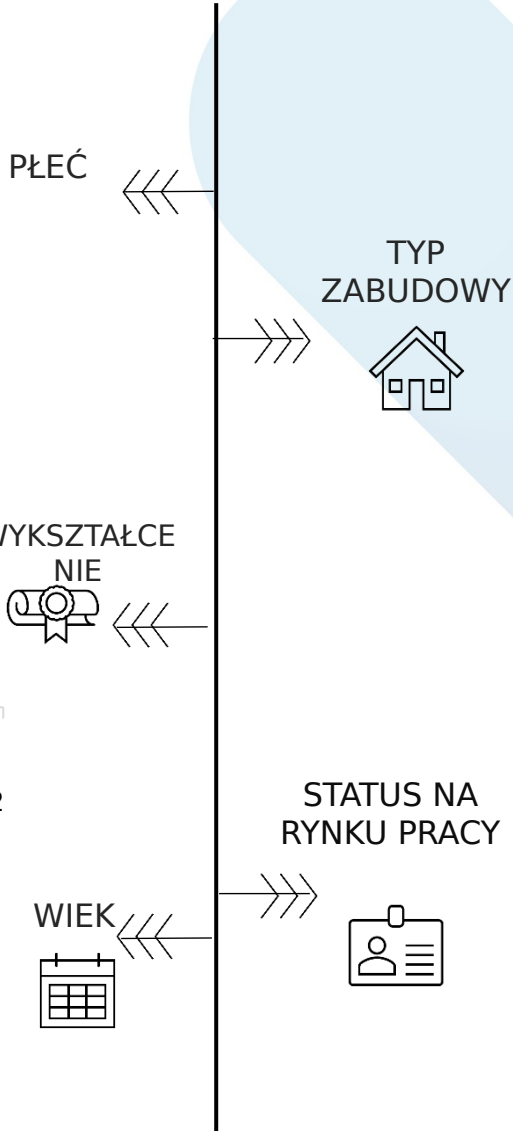 PŁEĆ
TYP
ZABUDOWY
WYKSZTAŁCE
NIE
STATUS NA
RYNKU PRACY
WIEK